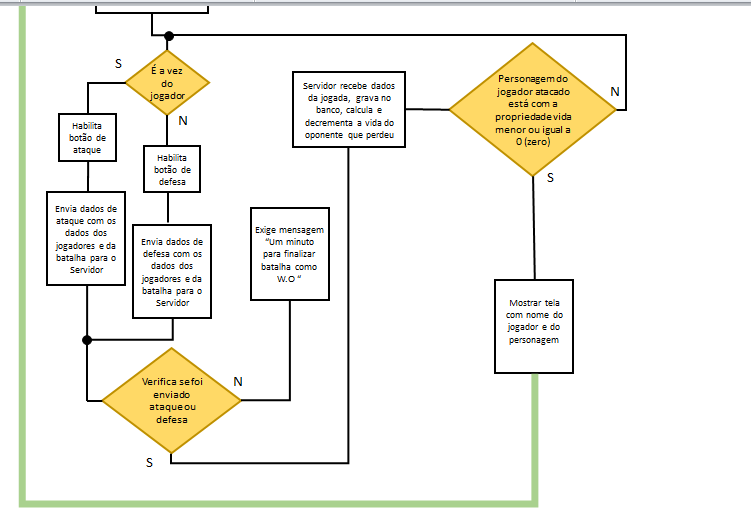 S
É a vez
do
jogador
N
Habilita
botão de
ataque
Habilita
botão de
defesa
Envia dados de
ataque com os
dados dos
jogadores e da
batalha para o
Servidor
Envia dados de
defesa com os
dados dos
jogadores e da
batalha para o
Servidor
Exige mensagem
"Um minuto
para finalizar
batalha como
W.O "
Servidor recebe dados
da jogada, grava no
banco, calcula e
decrementa a vida do
oponente que perdeu
Personagem do
jogador atacado
está com a
propriedade vida
menor ou igual a
0 (zero)
N
S
Mostrar tela
com nome do
jogador e do
personagem
Verifica se foi
enviado
ataque ou
defesa
N
S